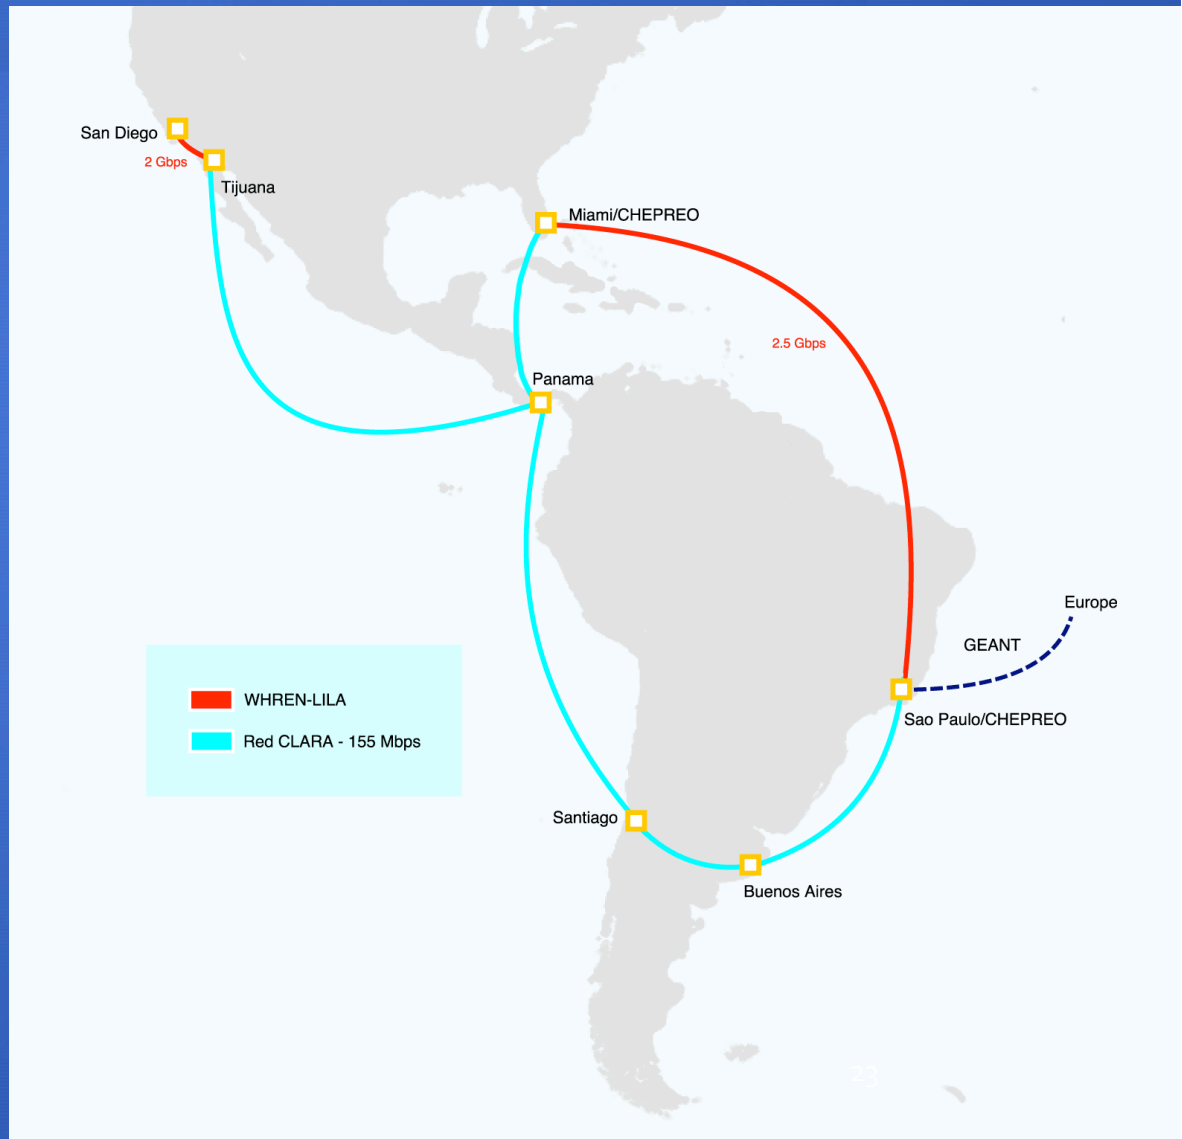 San Diego
2 Gbps
Tijuana
Miami/CHEPREO
2.5 Gbps
Panama
Europe
GEANT
WHREN-LILA
Sao Paulo/CHEPREO
Red CLARA - 155 Mbps
Santiago
Buenos Aires
23